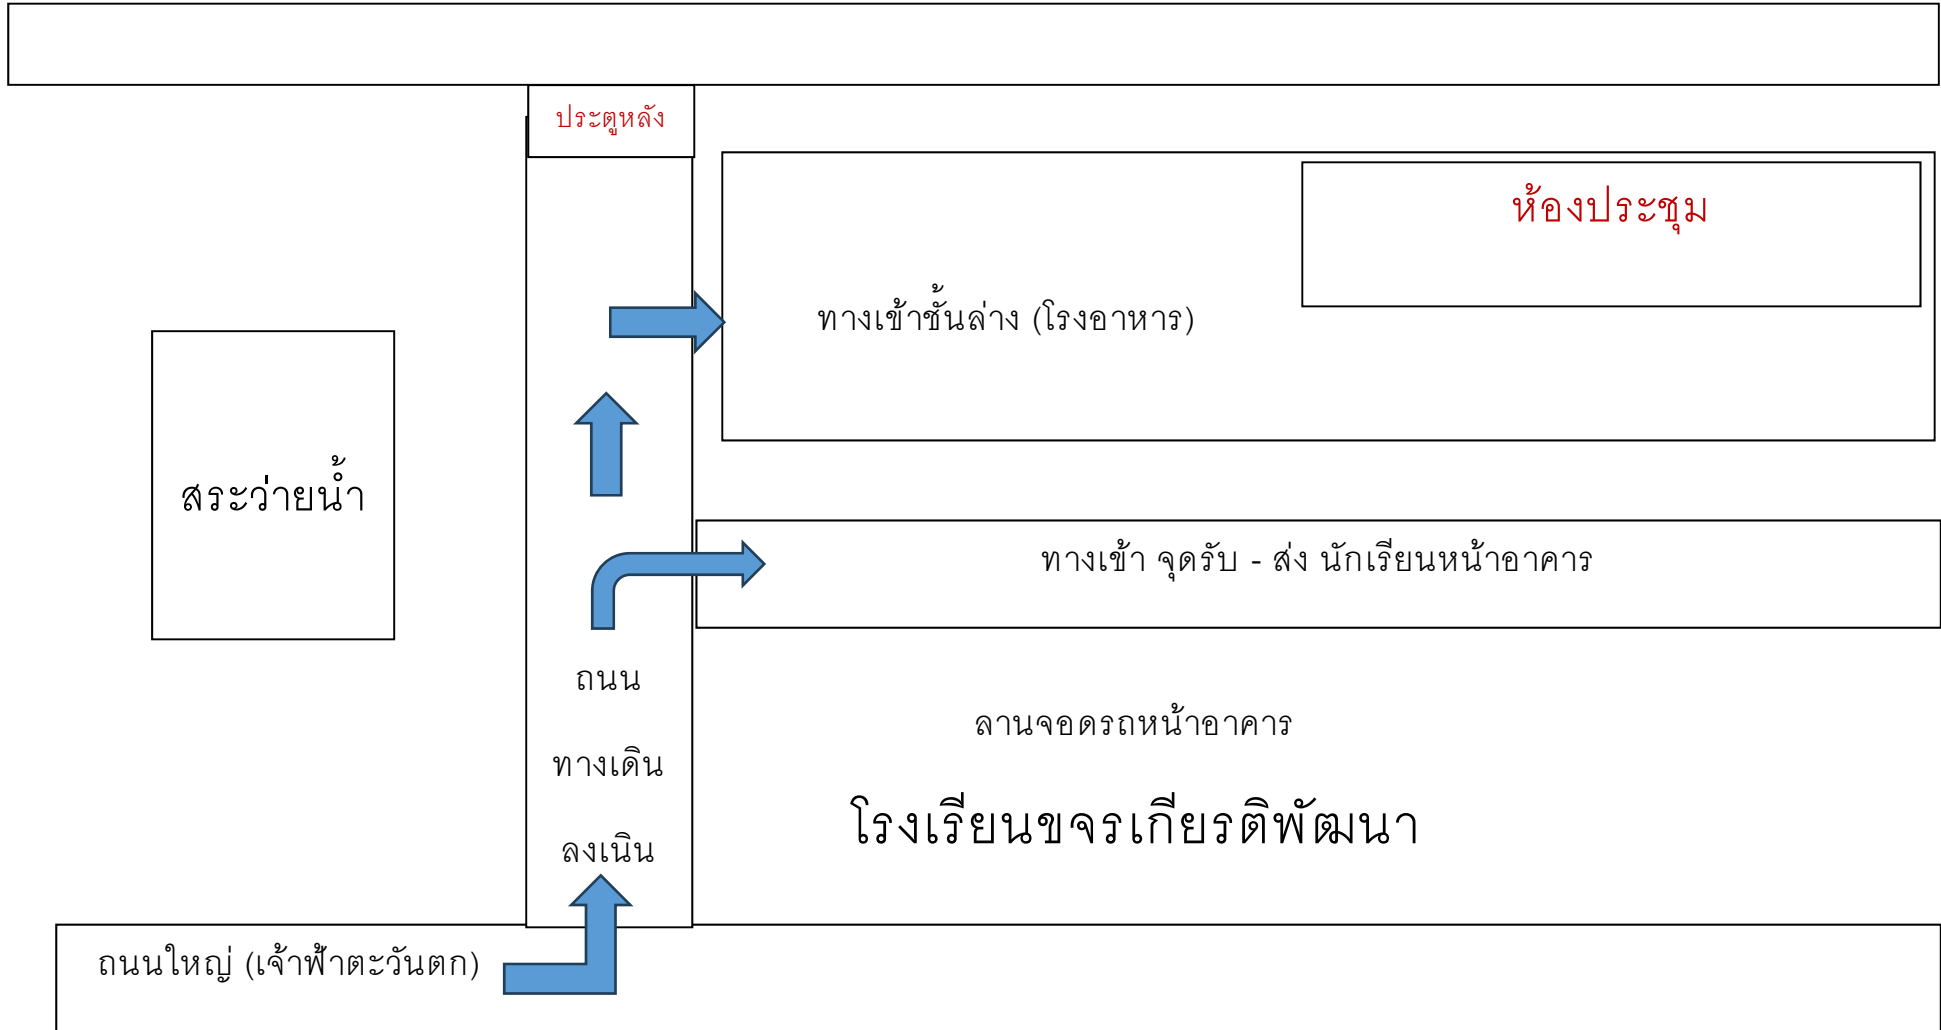 ประตูหลัง
ห้องประชุม
ทางเข้าชั้นล่าง (โรงอาหาร)
สระว่ายน้ำ
ทางเข้า จุดรับ - ส่ง นักเรียนหน้าอาคาร
ถนน
ทางเดิน
ลงเนิน
ลานจอดรถหน้าอาคาร
โรงเรียนขจรเกียรติพัฒนา
ถนนใหญ่ (เจ้าฟ้าตะวันตก)